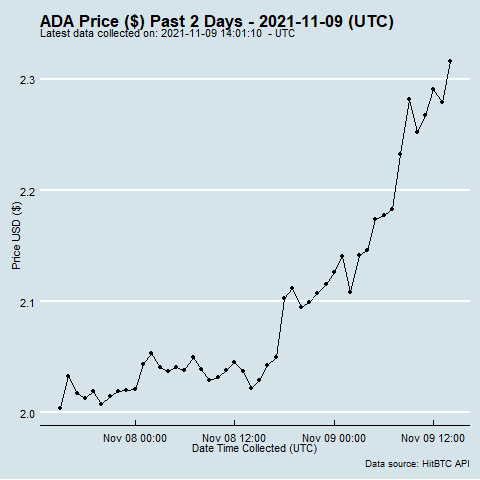 ADA Price ($) Past 2 Days - 2021-11-09 (UTC)
Latest data collected on: 2021-11-09 14:01:10  - UTC
2.3
2.2
Price USD ($)
2.1
2.0
Nov 08 00:00 Nov 08 12:00 Nov 09 00:00 Nov 09 12:00
Date Time Collected (UTC)
Data source: HitBTC API